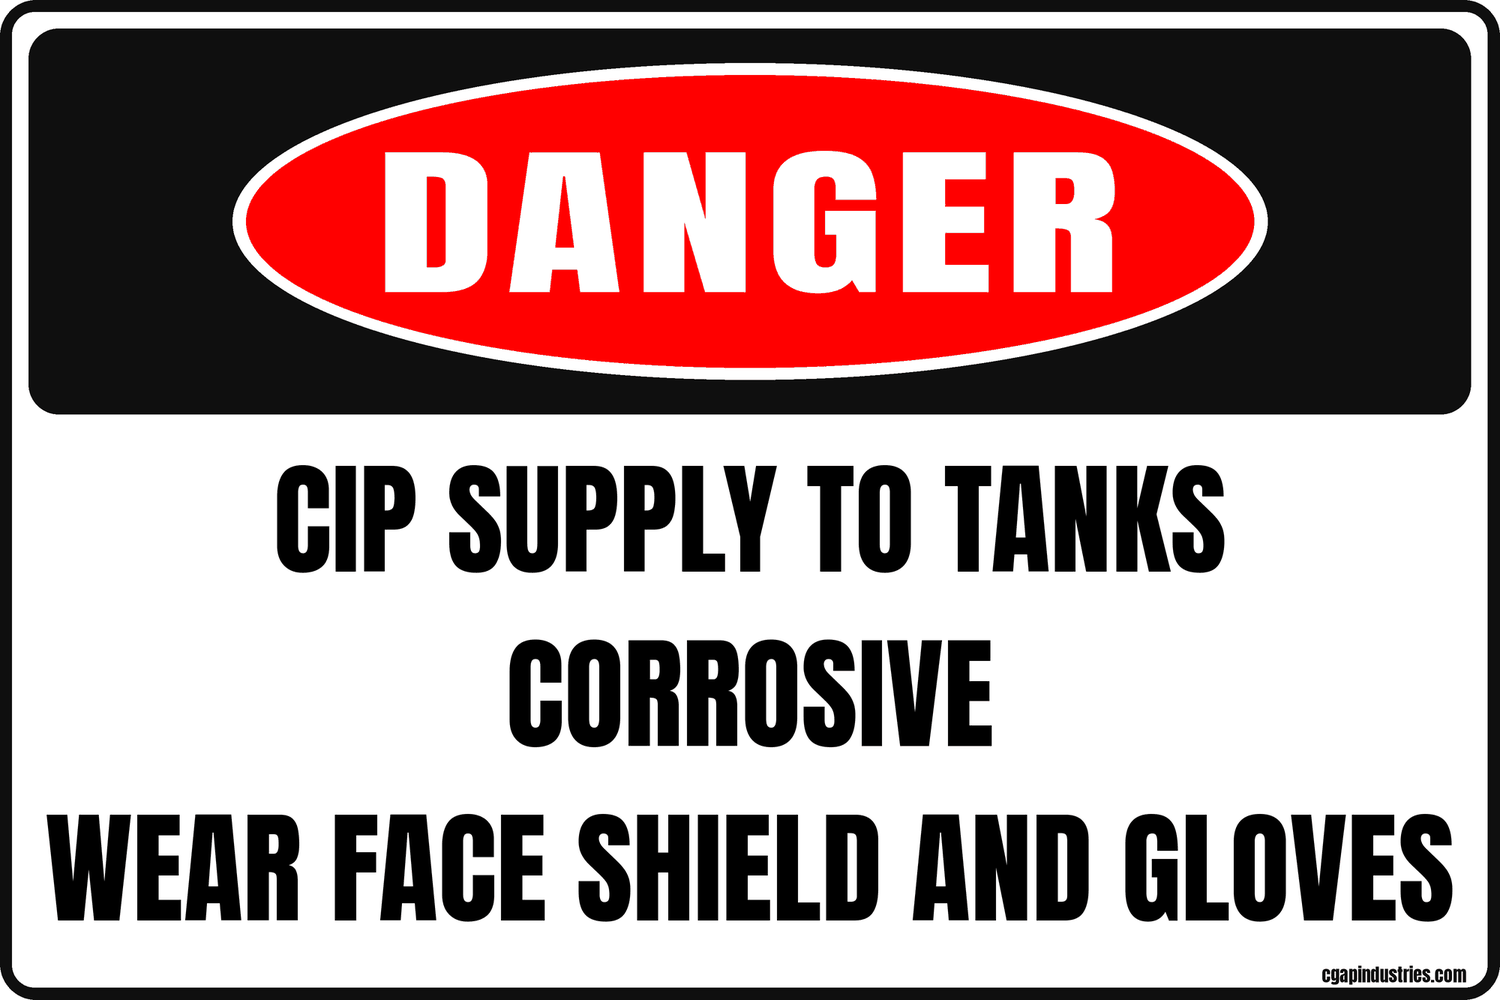 DANGER
CIP SUPPLY TO TANKS
CORROSIVE
WEAR FACE SHIELD AND GLOVES
cgapindustries.com